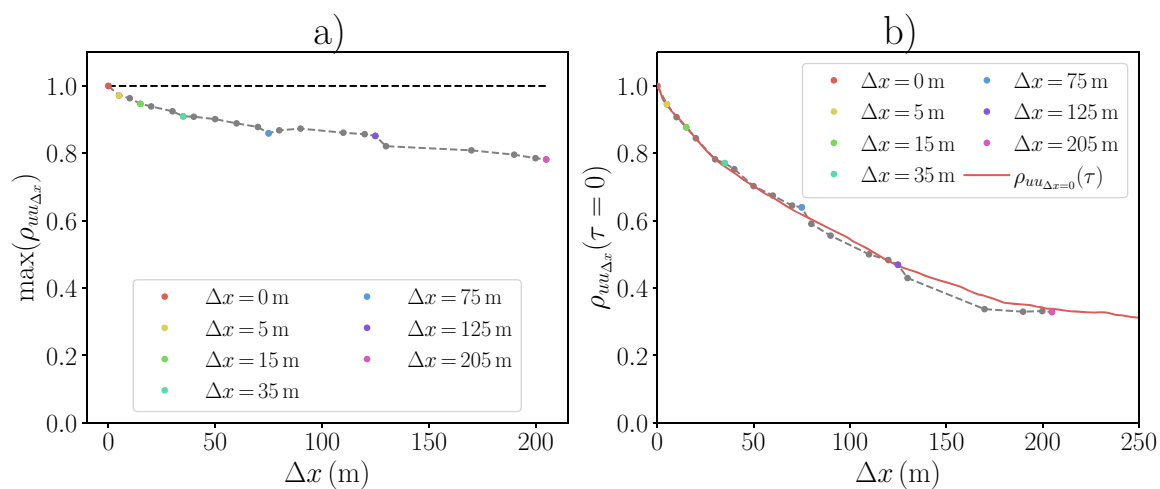 a)
max(ρ_{uu_{Δx}})
1.0
0.8
0.6
0.4
0.2
0.0
Δx = 0 m
Δx = 5 m
Δx = 15 m
Δx = 35 m
Δx = 75 m
Δx = 125 m
Δx = 205 m
0 50 100 150 200
Δx (m)
b)
ρ_{uu_{Δx}}(τ = 0)
1.0
0.8
0.6
0.4
0.2
0.0
Δx = 0 m
Δx = 5 m
Δx = 15 m
Δx = 35 m
Δx = 75 m
Δx = 125 m
Δx = 205 m
ρ_{uu_{Δx=0}}(τ)
0 50 100 150 200 250
Δx (m)